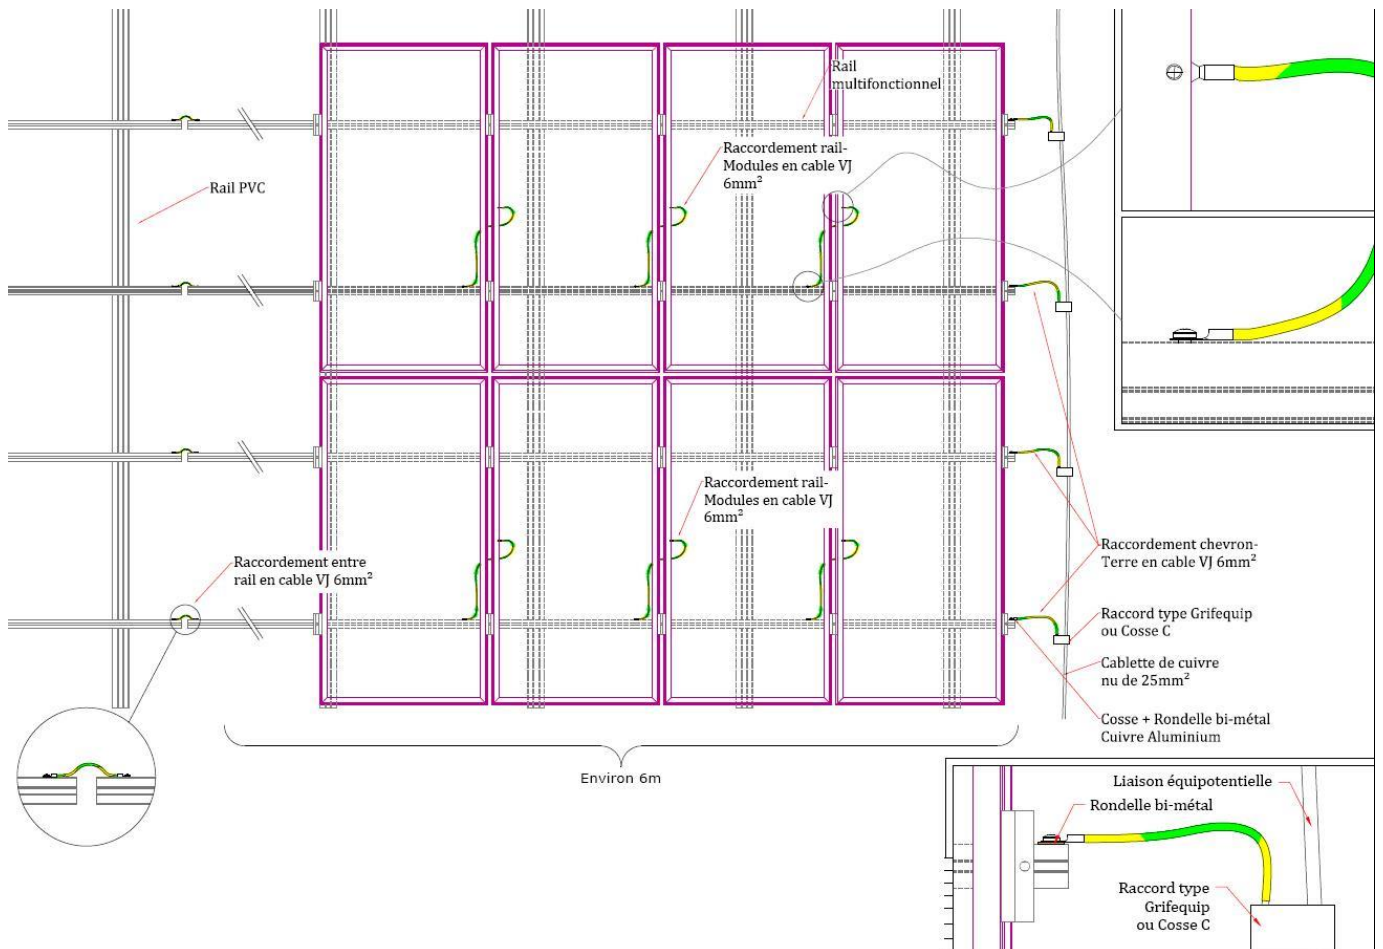 Rail
multifonctionnel
Raccordement rail-
Modules en cable VJ
6mm²
Rail PVC
Raccordement rail-
Modules en cable VJ
6mm²
Raccordement entre
rail en cable VJ 6mm²
Raccordement chevron-
Terre en cable VJ 6mm²
Raccord type Grifequip
ou Cosse C
Cablette de cuivre
nu de 25mm²
Cosse + Rondelle bi-métal
Cuivre Aluminium
Environ 6m
Liaison équipotentielle
Rondelle bi-métal
Raccord type
Grifequip
ou Cosse C